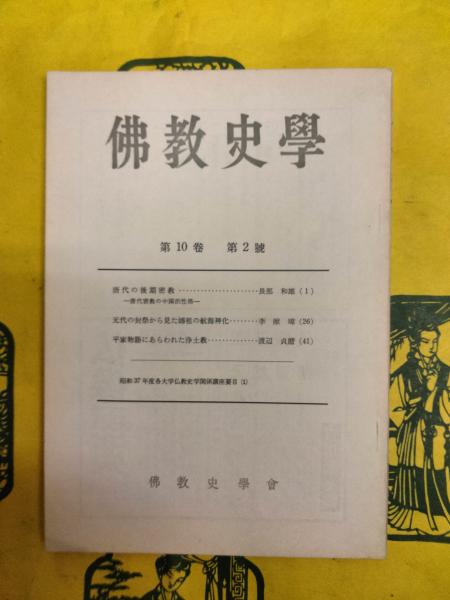 佛教史學
第10卷 第2號
唐代の後期密教……………………長部 和雄 (1)
―唐代密教の中国的性格―
元代の封祭から見た媽祖の航海神化………李 献璋 (26)
平家物語にあらわれた浄土教……………渡辺 貞麿 (41)
昭和37年度各大学仏教史学関係講座要目 (1)
佛教史學會